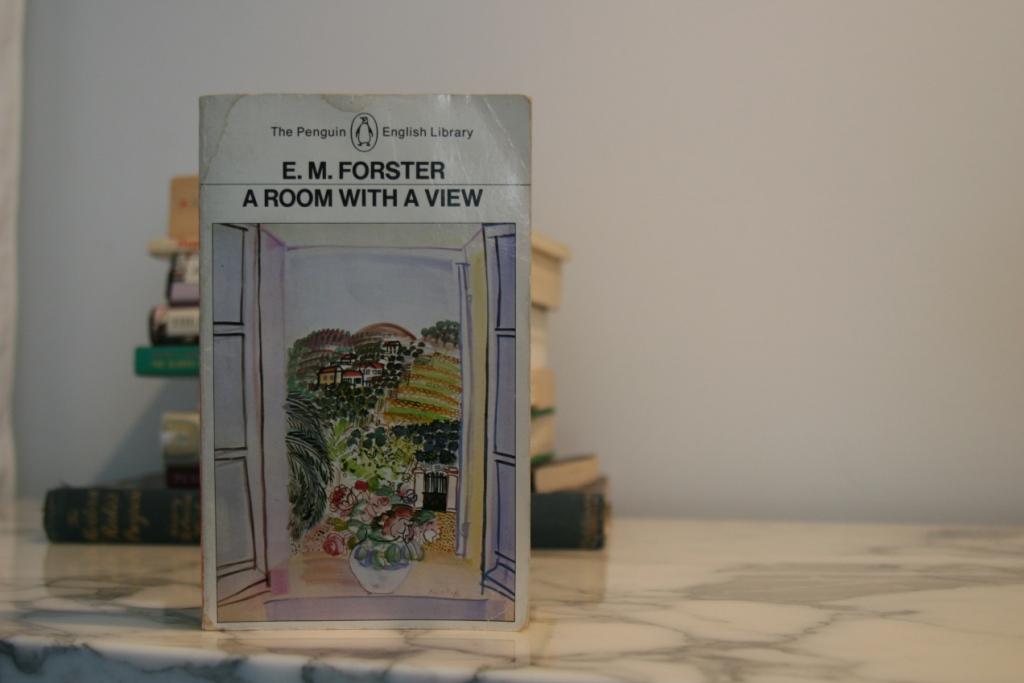 The Penguin English Library
E. M. FORSTER
A ROOM WITH A VIEW